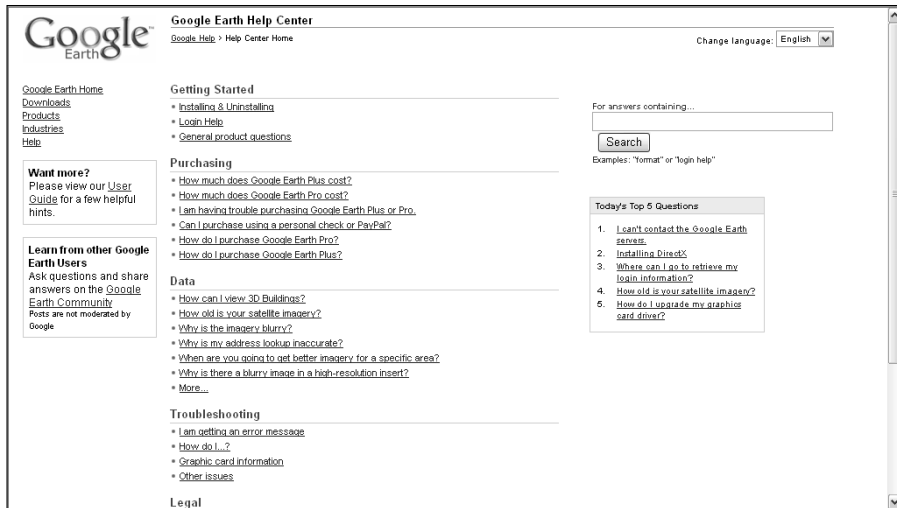 Google
Earth
Google Earth Help Center
Google Help > Help Center Home
Change language: English
Google Earth Home
Downloads
Products
Industries
Help
Want more?
Please view our User
Guide for a few helpful
hints.
Learn from other Google
Earth Users
Ask questions and share
answers on the Google
Earth Community
Posts are not moderated by
Google
Getting Started
Installing & Uninstalling
Login Help
General product questions
Purchasing
How much does Google Earth Plus cost?
How much does Google Earth Pro cost?
I am having trouble purchasing Google Earth Plus or Pro.
Can I purchase using a personal check or PayPal?
How do I purchase Google Earth Pro?
How do I purchase Google Earth Plus?
Data
How can I view 3D Buildings?
How old is your satellite imagery?
Why is the imagery blurry?
Why is my address lookup inaccurate?
When are you going to get better imagery for a specific area?
Why is there a blurry image in a high-resolution insert?
More...
Troubleshooting
I am getting an error message
How do I...?
Graphic card information
Other issues
Legal
For answers containing...
Search
Examples: "format" or "login help"
Today's Top 5 Questions
1. I can't contact the Google Earth
servers.
2. Installing DirectX
3. Where can I go to retrieve my
login information?
4. How old is your satellite imagery?
5. How do I upgrade my graphics
card driver?